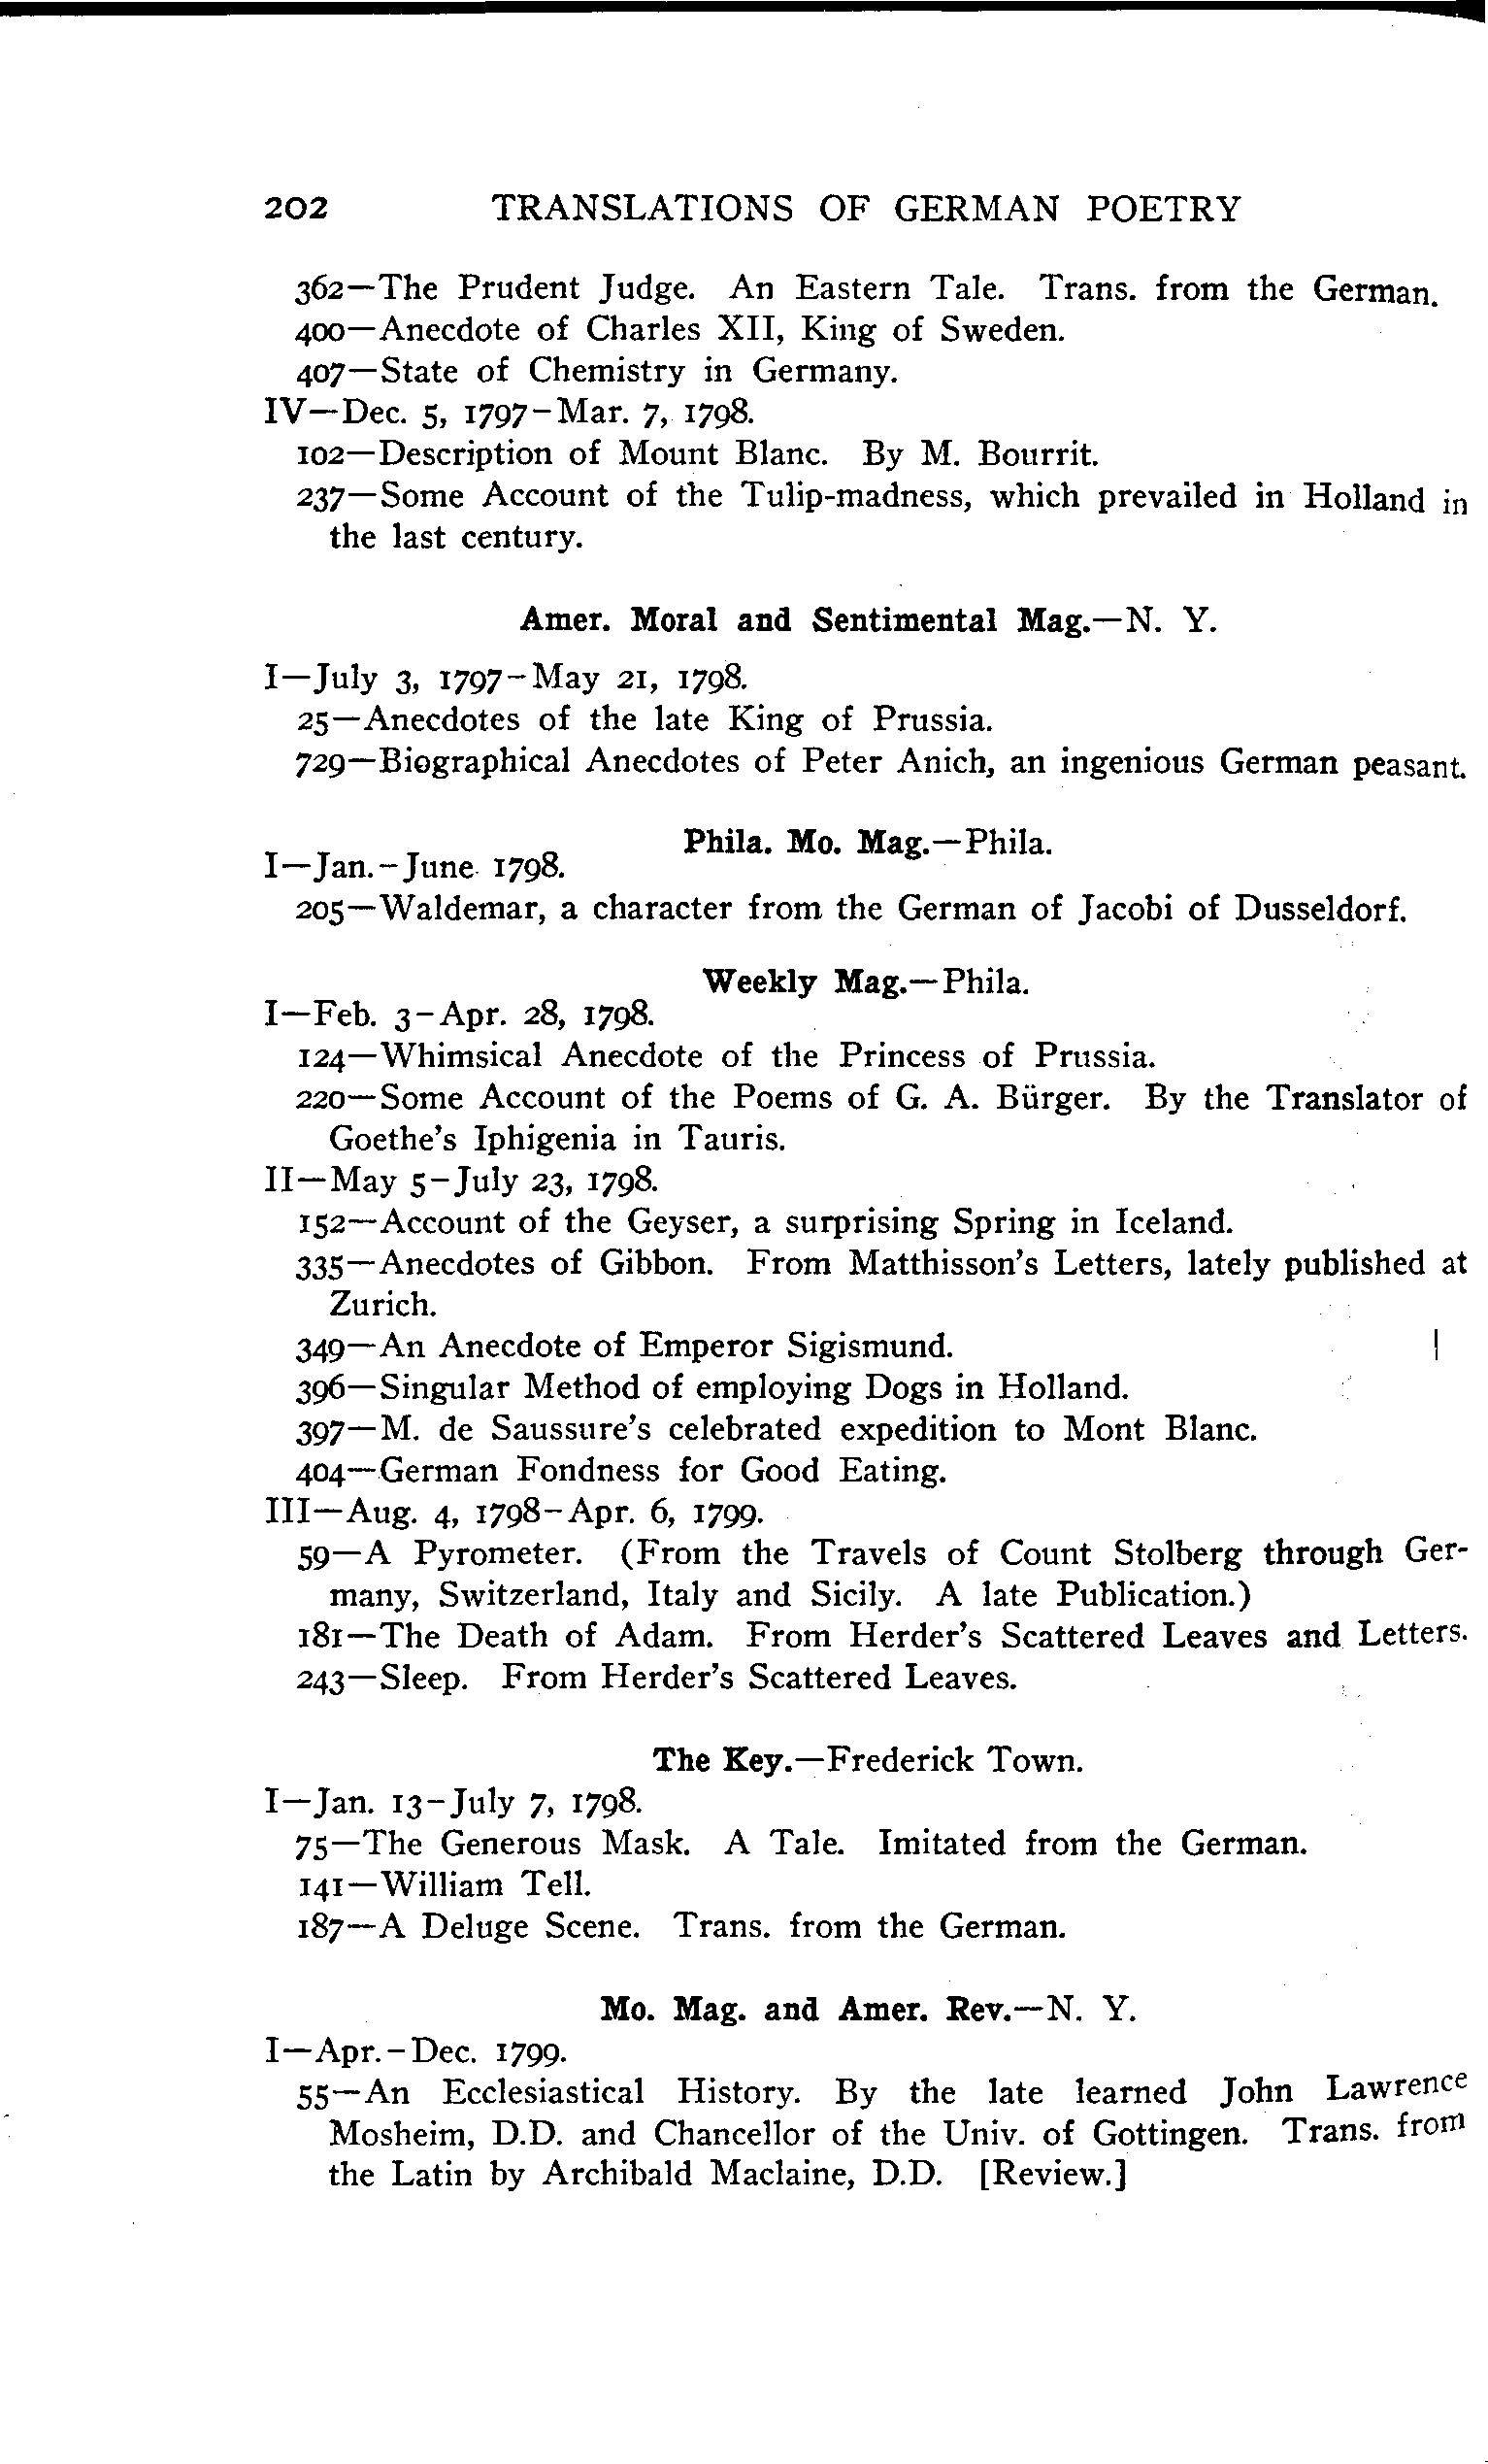 202 TRANSLATIONS OF GERMAN POETRY
362—The Prudent Judge. An Eastern Tale. Trans. from the German.
400—Anecdote of Charles XII, King of Sweden.
407—State of Chemistry in Germany.
IV—Dec. 5, 1797-Mar. 7, 1798.
102—Description of Mount Blanc. By M. Bourrit.
237—Some Account of the Tulip-madness, which prevailed in Holland in
the last century.
Amer. Moral and Sentimental Mag.—N. Y.
I—July 3, 1797-May 21, 1798.
25—Anecdotes of the late King of Prussia.
729—Biographical Anecdotes of Peter Anich, an ingenious German peasant.
Phila. Mo. Mag.—Phila.
I—Jan.-June 1798.
205—Waldemar, a character from the German of Jacobi of Dusseldorf.
Weekly Mag.—Phila.
I—Feb. 3-Apr. 28, 1798.
124—Whimsical Anecdote of the Princess of Prussia.
220—Some Account of the Poems of G. A. Bürger. By the Translator of
Goethe's Iphigenia in Tauris.
II—May 5-July 23, 1798.
152—Account of the Geyser, a surprising Spring in Iceland.
335—Anecdotes of Gibbon. From Matthisson's Letters, lately published at
Zurich.
349—An Anecdote of Emperor Sigismund.
396—Singular Method of employing Dogs in Holland.
397—M. de Saussure's celebrated expedition to Mont Blanc.
404—German Fondness for Good Eating.
III—Aug. 4, 1798-Apr. 6, 1799.
59—A Pyrometer. (From the Travels of Count Stolberg through Ger-
many, Switzerland, Italy and Sicily. A late Publication.)
181—The Death of Adam. From Herder's Scattered Leaves and Letters.
243—Sleep. From Herder's Scattered Leaves.
The Key.—Frederick Town.
I—Jan. 13-July 7, 1798.
75—The Generous Mask. A Tale. Imitated from the German.
141—William Tell.
187—A Deluge Scene. Trans. from the German.
Mo. Mag. and Amer. Rev.—N. Y.
I—Apr.-Dec. 1799.
55—An Ecclesiastical History. By the late learned John Lawrence
Mosheim, D.D. and Chancellor of the Univ. of Gottingen. Trans. from
the Latin by Archibald Maclaine, D.D. [Review.]